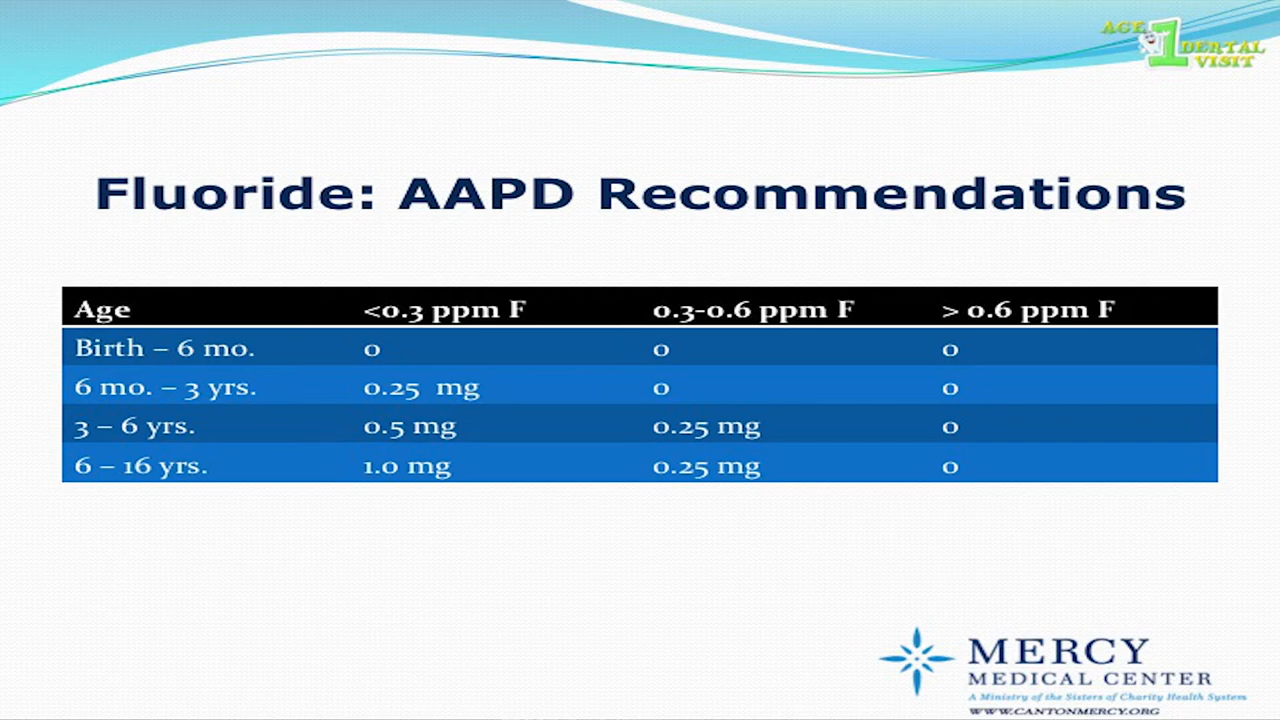 AGE 1 DENTAL VISIT
Fluoride: AAPD Recommendations
Age <0.3 ppm F 0.3-0.6 ppm F > 0.6 ppm F
Birth – 6 mo. 0 0 0
6 mo. – 3 yrs. 0.25 mg 0 0
3 – 6 yrs. 0.5 mg 0.25 mg 0
6 – 16 yrs. 1.0 mg 0.25 mg 0
MERCY
MEDICAL CENTER
A Ministry of the Sisters of Charity Health System
WWW.CANTONMERCY.ORG